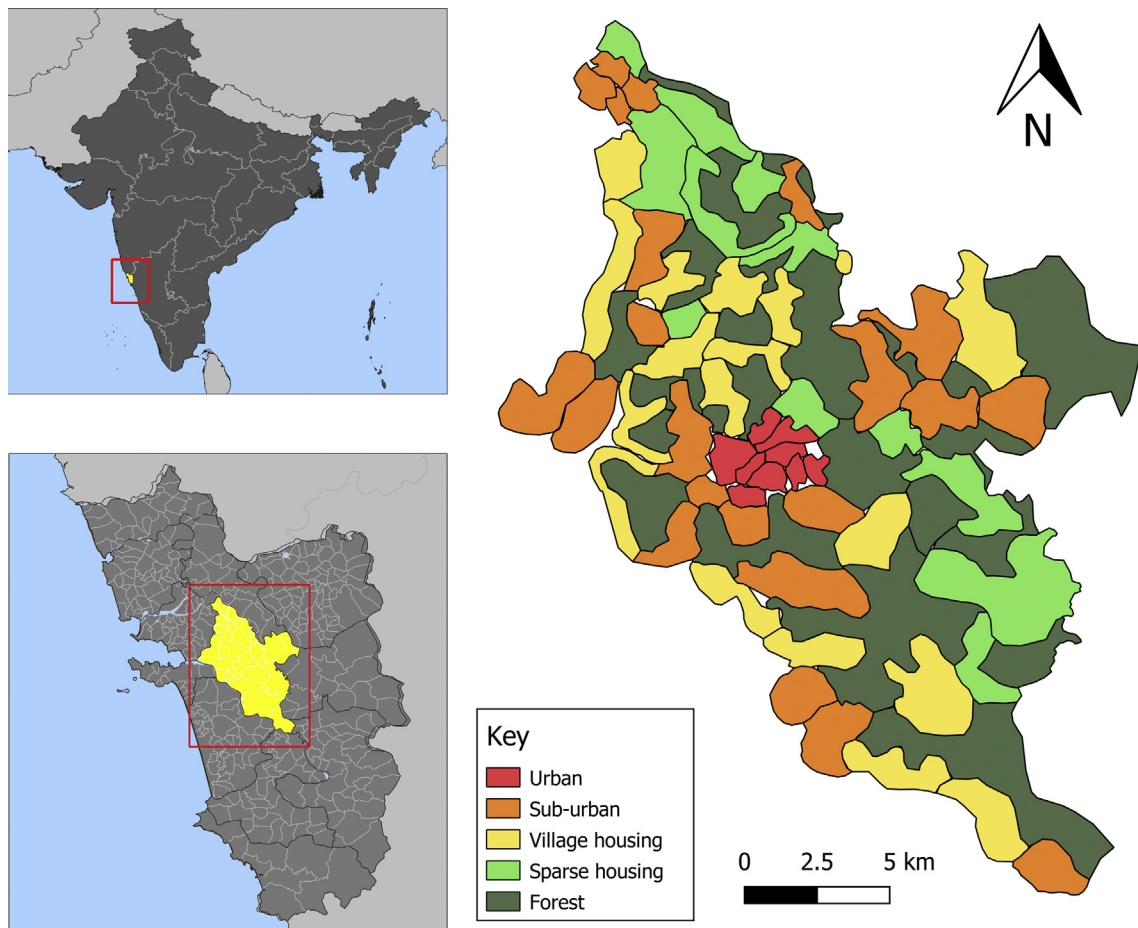 N
Key
Urban
Sub-urban
Village housing
Sparse housing
Forest
0 2.5 5 km